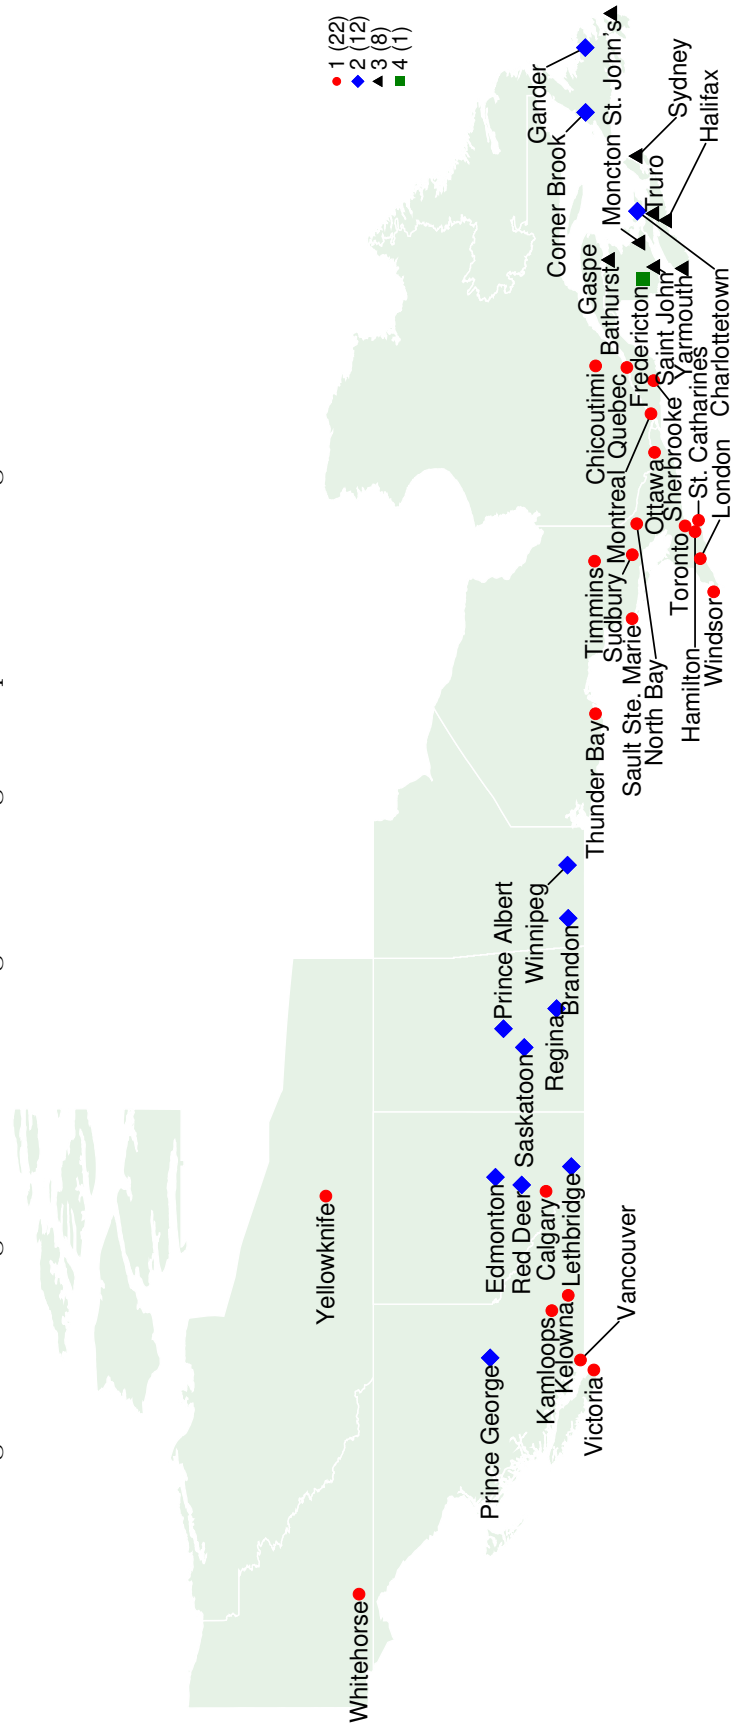 1 (22)
2 (12)
3 (8)
4 (1)
St. John's
Gander
Corner Brook
Sydney
Halifax
Truro
Moncton
Charlottetown
Gaspe
Bathurst
Fredericton
Saint John
Yarmouth
Chicoutimi
Quebec
Sherbrooke
Montreal
Ottawa
St. Catharines
London
Toronto
Hamilton
Windsor
Timmins
Sudbury
Sault Ste. Marie
North Bay
Thunder Bay
Winnipeg
Brandon
Prince Albert
Regina
Saskatoon
Edmonton
Red Deer
Calgary
Lethbridge
Yellowknife
Kamloops
Kelowna
Vancouver
Victoria
Prince George
Whitehorse